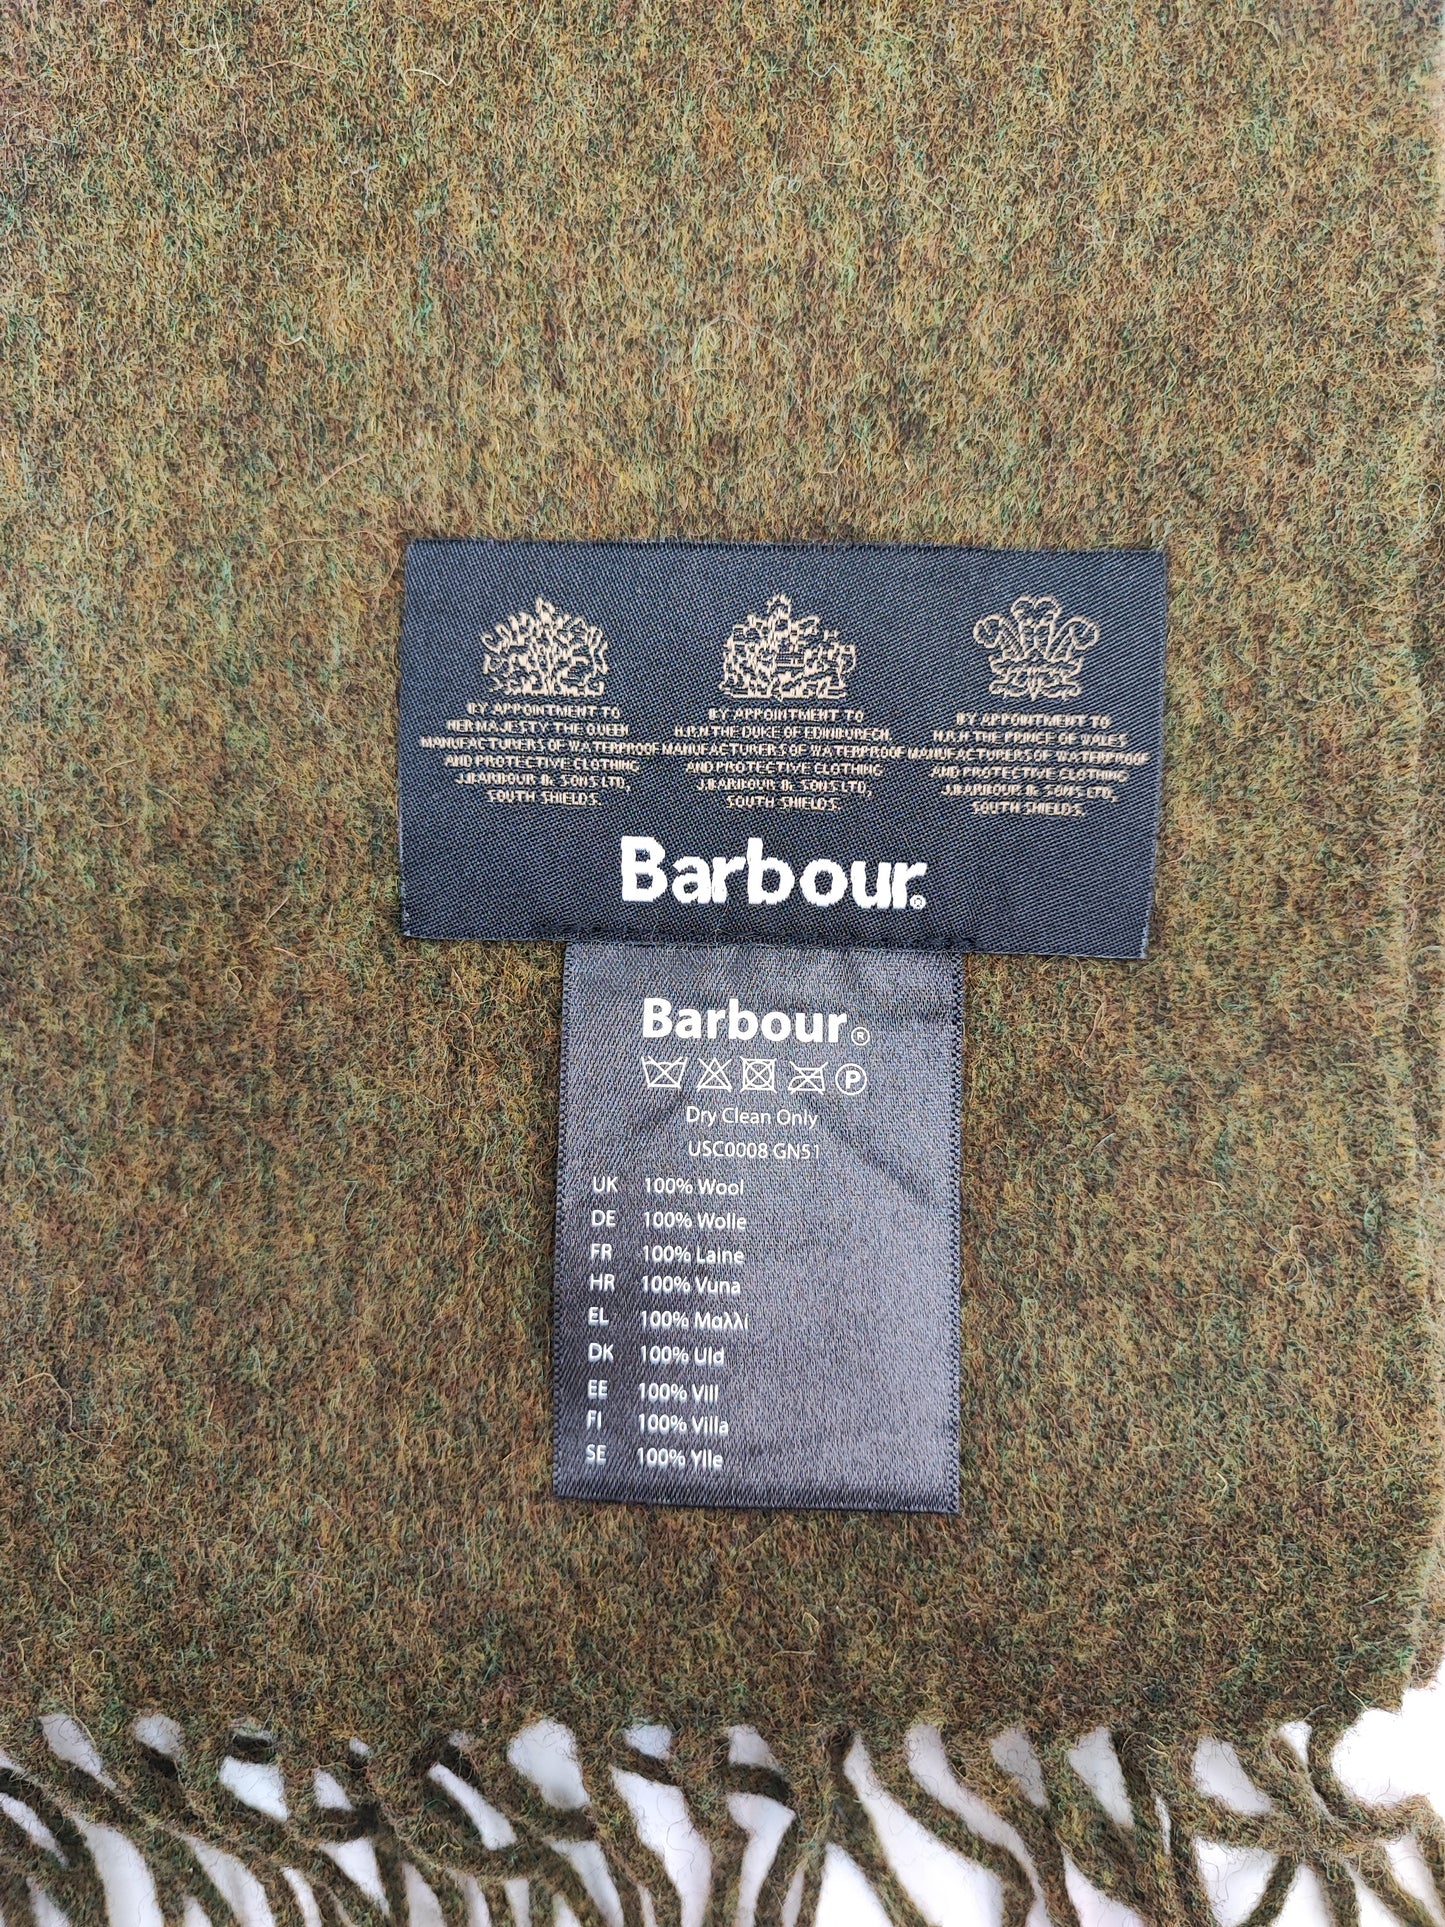 BY APPOINTMENT TO
HER MAJESTY THE QUEEN
MANUFACTURERS OF WATERPROOF
AND PROTECTIVE CLOTHING
J.BARBOUR & SONS LTD,
SOUTH SHIELDS.
BY APPOINTMENT TO
H.R.H THE DUKE OF EDINBURGH,
MANUFACTURERS OF WATERPROOF
AND PROTECTIVE CLOTHING
J.BARBOUR & SONS LTD,
SOUTH SHIELDS.
BY APPOINTMENT TO
H.R.H THE PRINCE OF WALES
MANUFACTURERS OF WATERPROOF
AND PROTECTIVE CLOTHING
J.BARBOUR & SONS LTD,
SOUTH SHIELDS.
Barbour®
Barbour®
P
Dry Clean Only
USC0008 GN51
UK 100% Wool
DE 100% Wolle
FR 100% Laine
HR 100% Vuna
EL 100% Μαλλί
DK 100% Uld
EE 100% Vill
FI 100% Villa
SE 100% Ylle